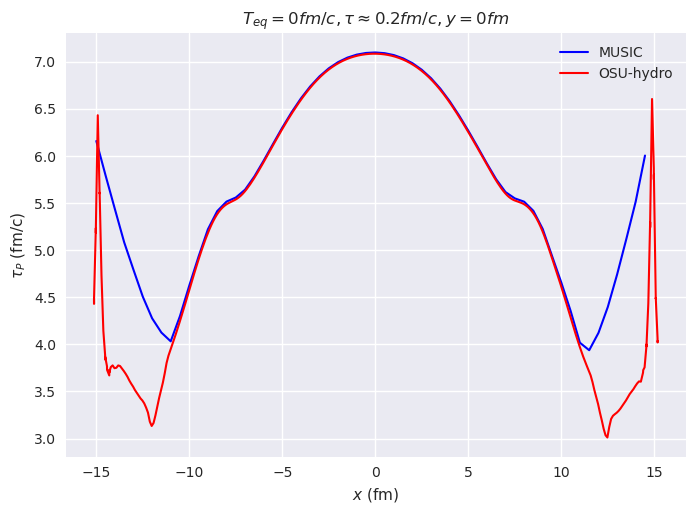 T_eq = 0fm/c, τ ≈ 0.2fm/c, y = 0fm
MUSIC
OSU-hydro
7.0
6.5
6.0
5.5
5.0
4.5
4.0
3.5
3.0
τ_P (fm/c)
−15 −10 −5 0 5 10 15
x (fm)